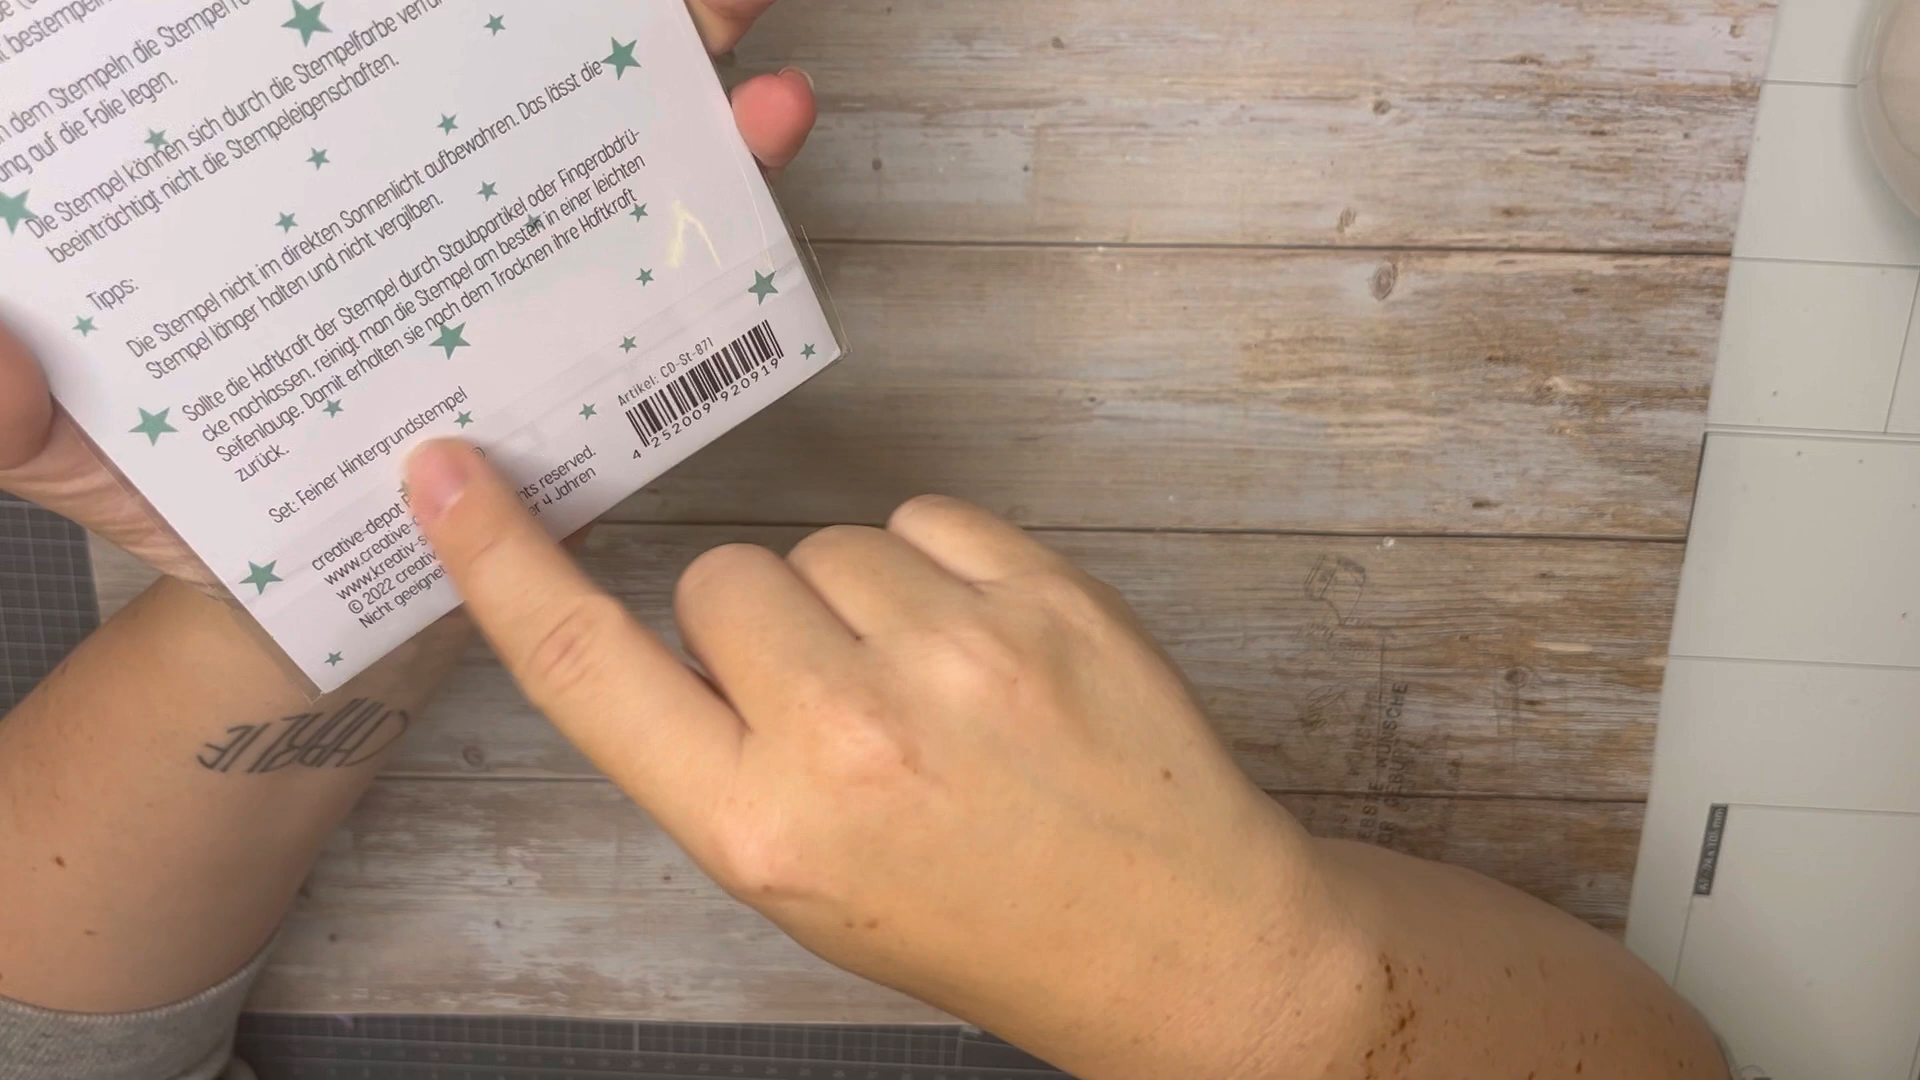 bestempeln
dem Stempeln die Stempel
ung auf die Folie legen.
Die Stempel können sich durch die Stempelfarbe
beeinträchtigt nicht die Stempeleigenschaften.
Tipps:
Die Stempel nicht im direkten Sonnenlicht aufbewahren. Das lässt die
Stempel länger halten und nicht vergilben.
Sollte die Haftkraft der Stempel durch Staubpartikel oder Fingerabdrü-
cke nachlassen, reinigt man die Stempel am besten in einer leichten
Seifenlauge. Damit erhalten sie nach dem Trocknen ihre Haftkraft
zurück.
Set: Feiner Hintergrundstempel
Artikel: CD-St-871
4 252009 920919
creative-depot
www.creative-
www.kreativ-s
© 2022 creativ hts reserved.
Nicht geeignet er 4 Jahren
CHARLIE